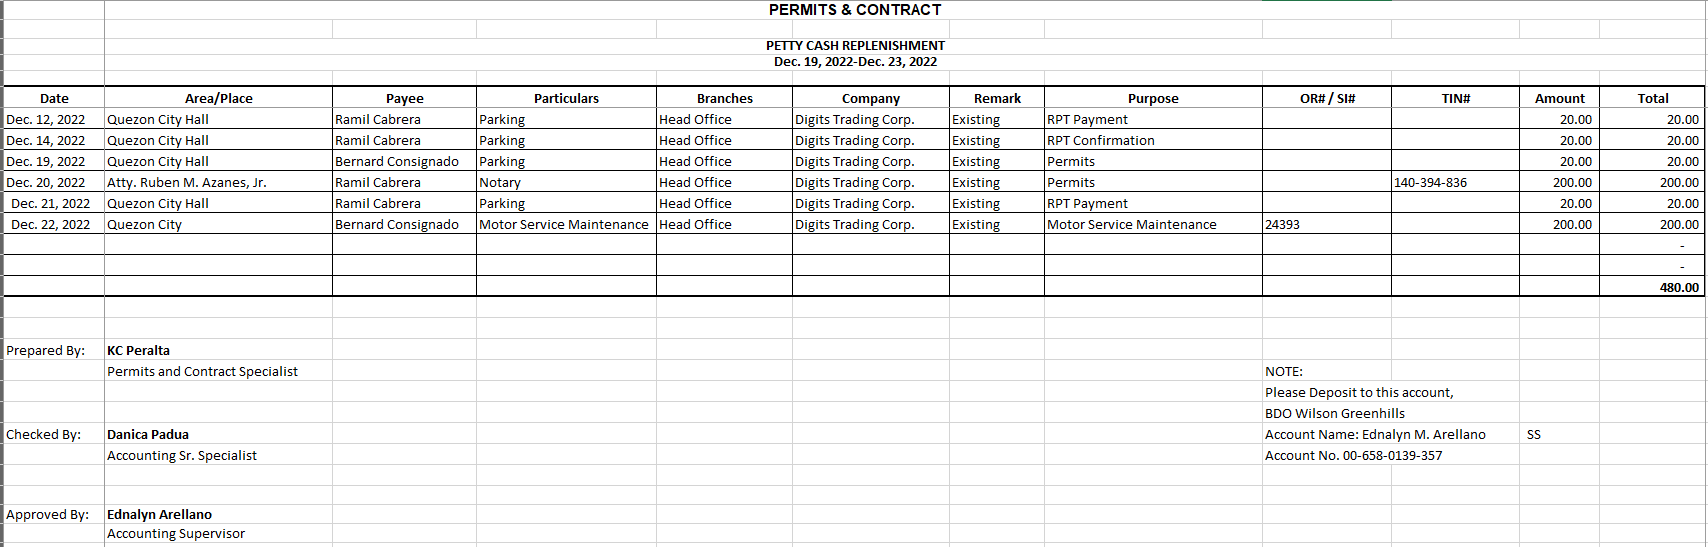 PERMITS & CONTRACT
PETTY CASH REPLENISHMENT
Dec. 19, 2022-Dec. 23, 2022
Date Area/Place Payee Particulars Branches Company Remark Purpose OR# / SI# TIN# Amount Total
Dec. 12, 2022 Quezon City Hall Ramil Cabrera Parking Head Office Digits Trading Corp. Existing RPT Payment 20.00 20.00
Dec. 14, 2022 Quezon City Hall Ramil Cabrera Parking Head Office Digits Trading Corp. Existing RPT Confirmation 20.00 20.00
Dec. 19, 2022 Quezon City Hall Bernard Consignado Parking Head Office Digits Trading Corp. Existing Permits 20.00 20.00
Dec. 20, 2022 Atty. Ruben M. Azanes, Jr. Ramil Cabrera Notary Head Office Digits Trading Corp. Existing Permits 140-394-836 200.00 200.00
Dec. 21, 2022 Quezon City Hall Ramil Cabrera Parking Head Office Digits Trading Corp. Existing RPT Payment 20.00 20.00
Dec. 22, 2022 Quezon City Bernard Consignado Motor Service Maintenance Head Office Digits Trading Corp. Existing Motor Service Maintenance 24393 200.00 200.00
-
-
480.00
Prepared By: KC Peralta
Permits and Contract Specialist NOTE:
Please Deposit to this account,
BDO Wilson Greenhills
Checked By: Danica Padua Account Name: Ednalyn M. Arellano SS
Accounting Sr. Specialist Account No. 00-658-0139-357
Approved By: Ednalyn Arellano
Accounting Supervisor